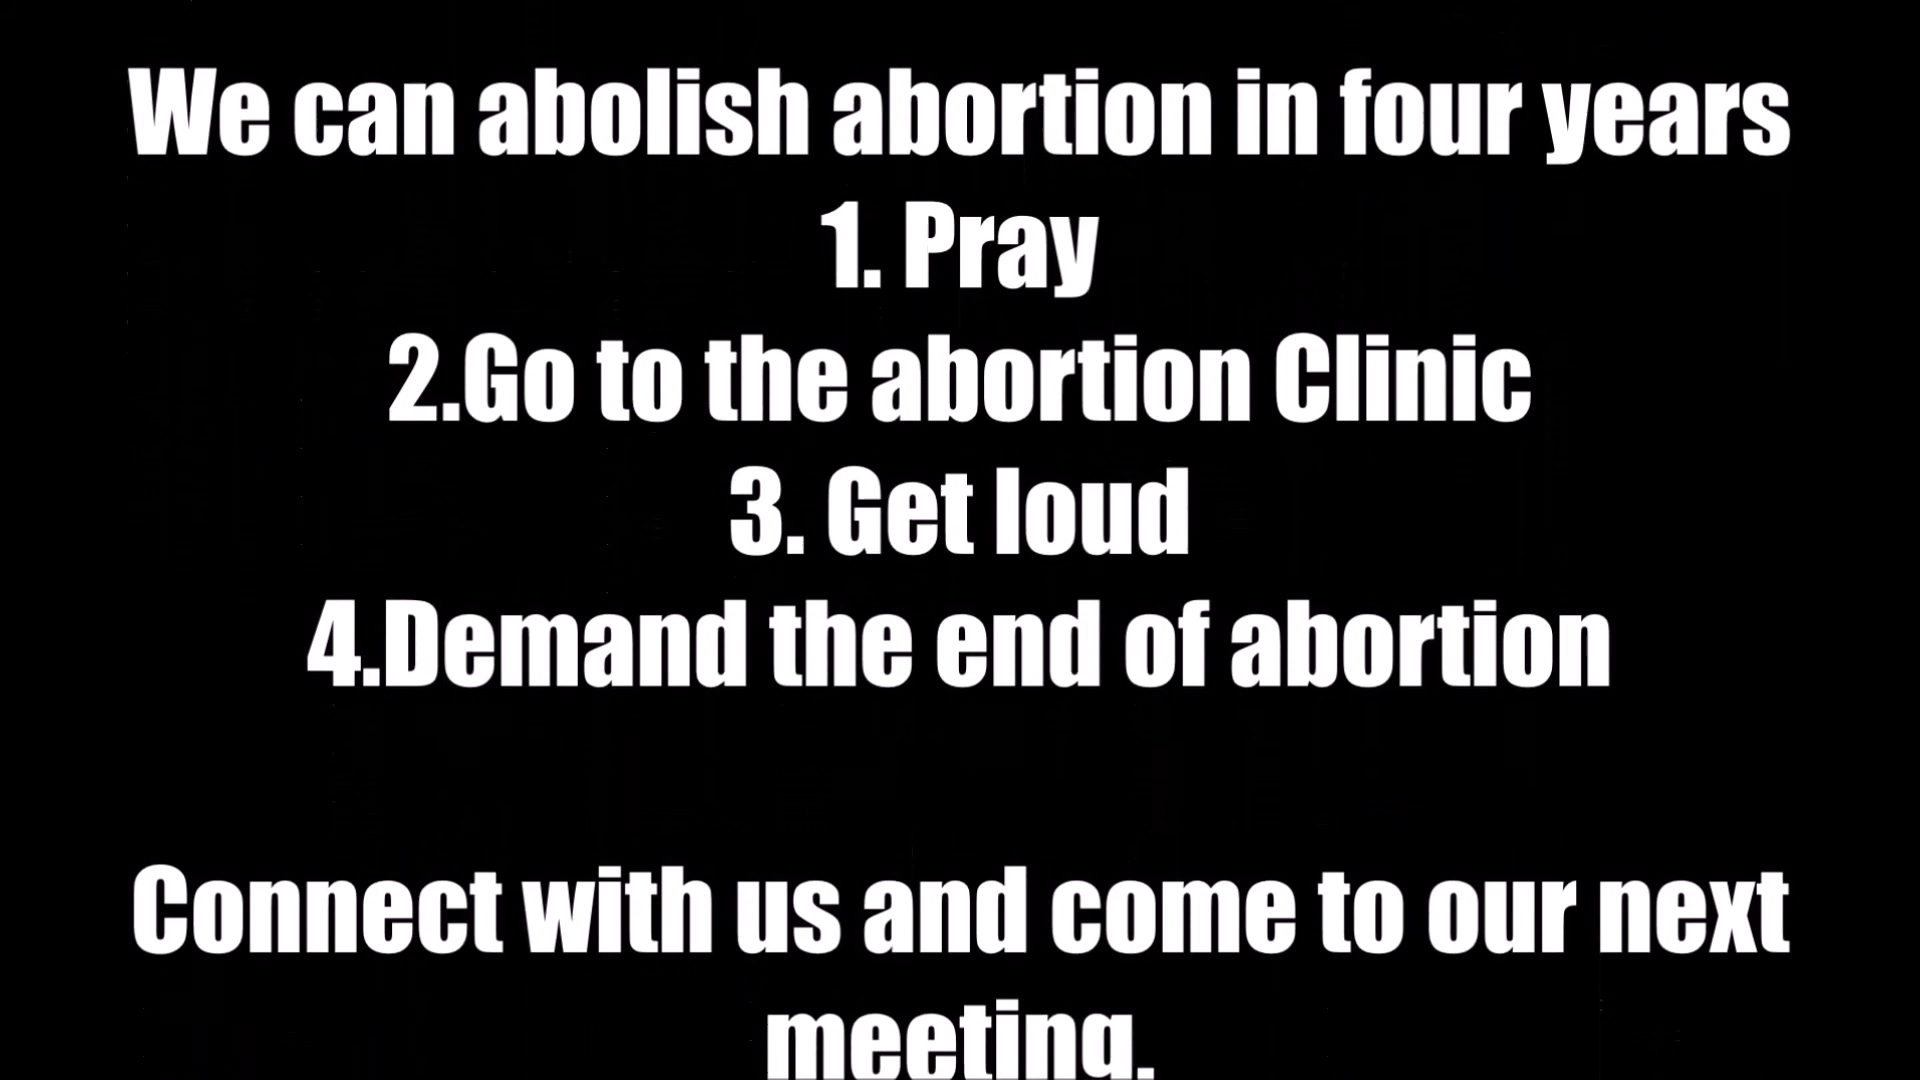 We can abolish abortion in four years
1. Pray
2.Go to the abortion Clinic
3. Get loud
4.Demand the end of abortion
Connect with us and come to our next
meeting.